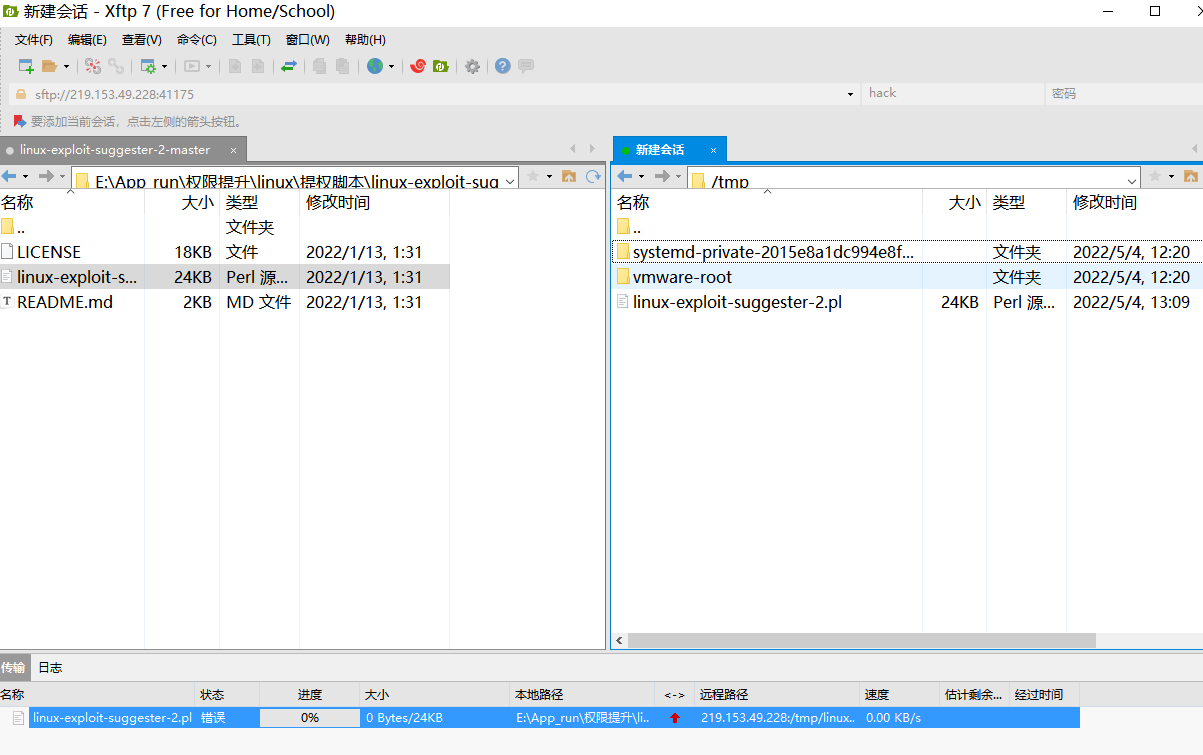 新建会话 - Xftp 7 (Free for Home/School)
文件(F) 编辑(E) 查看(V) 命令(C) 工具(T) 窗口(W) 帮助(H)
sftp://219.153.49.228:41175 hack 密码
要添加当前会话，点击左侧的箭头按钮。
linux-exploit-suggester-2-master × 新建会话 ×
E:\App_run\权限提升\linux\提权脚本\linux-exploit-sug /tmp
名称 大小 类型 修改时间 名称 大小 类型 修改时间
.. 文件夹 ..
LICENSE 18KB 文件 2022/1/13, 1:31 systemd-private-2015e8a1dc994e8f... 文件夹 2022/5/4, 12:20
linux-exploit-s... 24KB Perl 源... 2022/1/13, 1:31 vmware-root 文件夹 2022/5/4, 12:20
README.md 2KB MD 文件 2022/1/13, 1:31 linux-exploit-suggester-2.pl 24KB Perl 源... 2022/5/4, 13:09
传输 日志
名称 状态 进度 大小 本地路径 <-> 远程路径 速度 估计剩余... 经过时间
linux-exploit-suggester-2.pl 错误 0% 0 Bytes/24KB E:\App_run\权限提升\li.. 219.153.49.228:/tmp/linux.. 0.00 KB/s